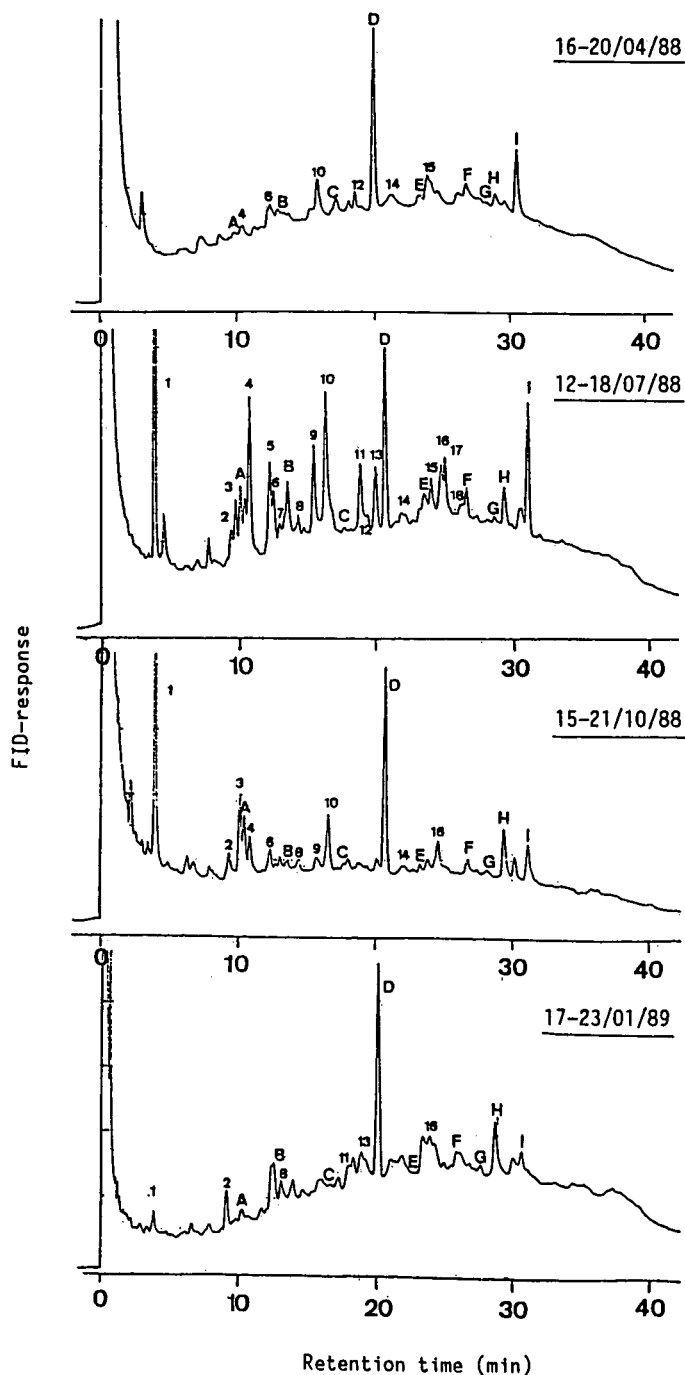 16-20/04/88
D
I
10
15
F
H
6
12
C
14
E
G
A 4
B
0 10 20 30 40
12-18/07/88
D
1
4
10
I
9
5
11
13
16
17
3
A
B
6
E
15
F
H
2
7
8
C
12
14
18
G
0 10 20 30 40
15-21/10/88
D
1
3
A
4
10
H
I
2
6
B
8
9
C
14
E
16
F
G
0 10 20 30 40
17-23/01/89
D
H
B
2
8
11
13
16
F
I
1
A
C
E
G
0 10 20 30 40
FID-response
Retention time (min)